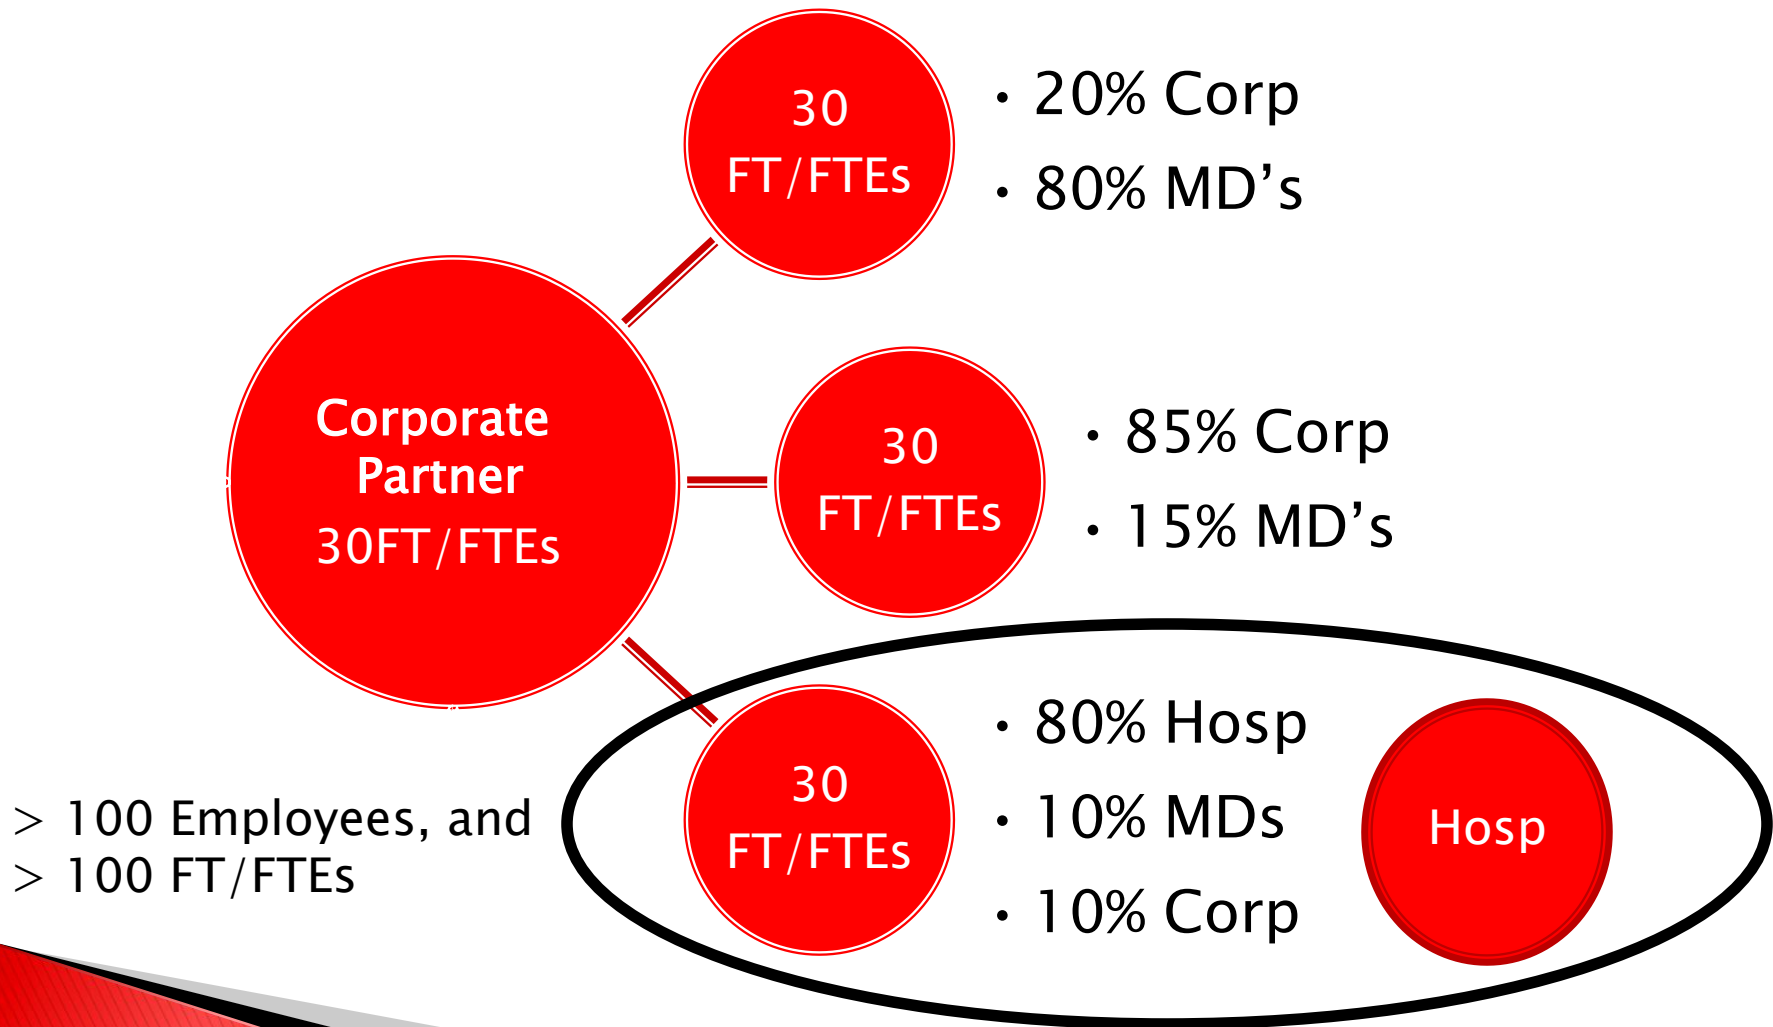 30
FT/FTEs
• 20% Corp
• 80% MD’s
Corporate
Partner
30FT/FTEs
30
FT/FTEs
• 85% Corp
• 15% MD’s
30
FT/FTEs
• 80% Hosp
• 10% MDs
• 10% Corp
Hosp
> 100 Employees, and
> 100 FT/FTEs